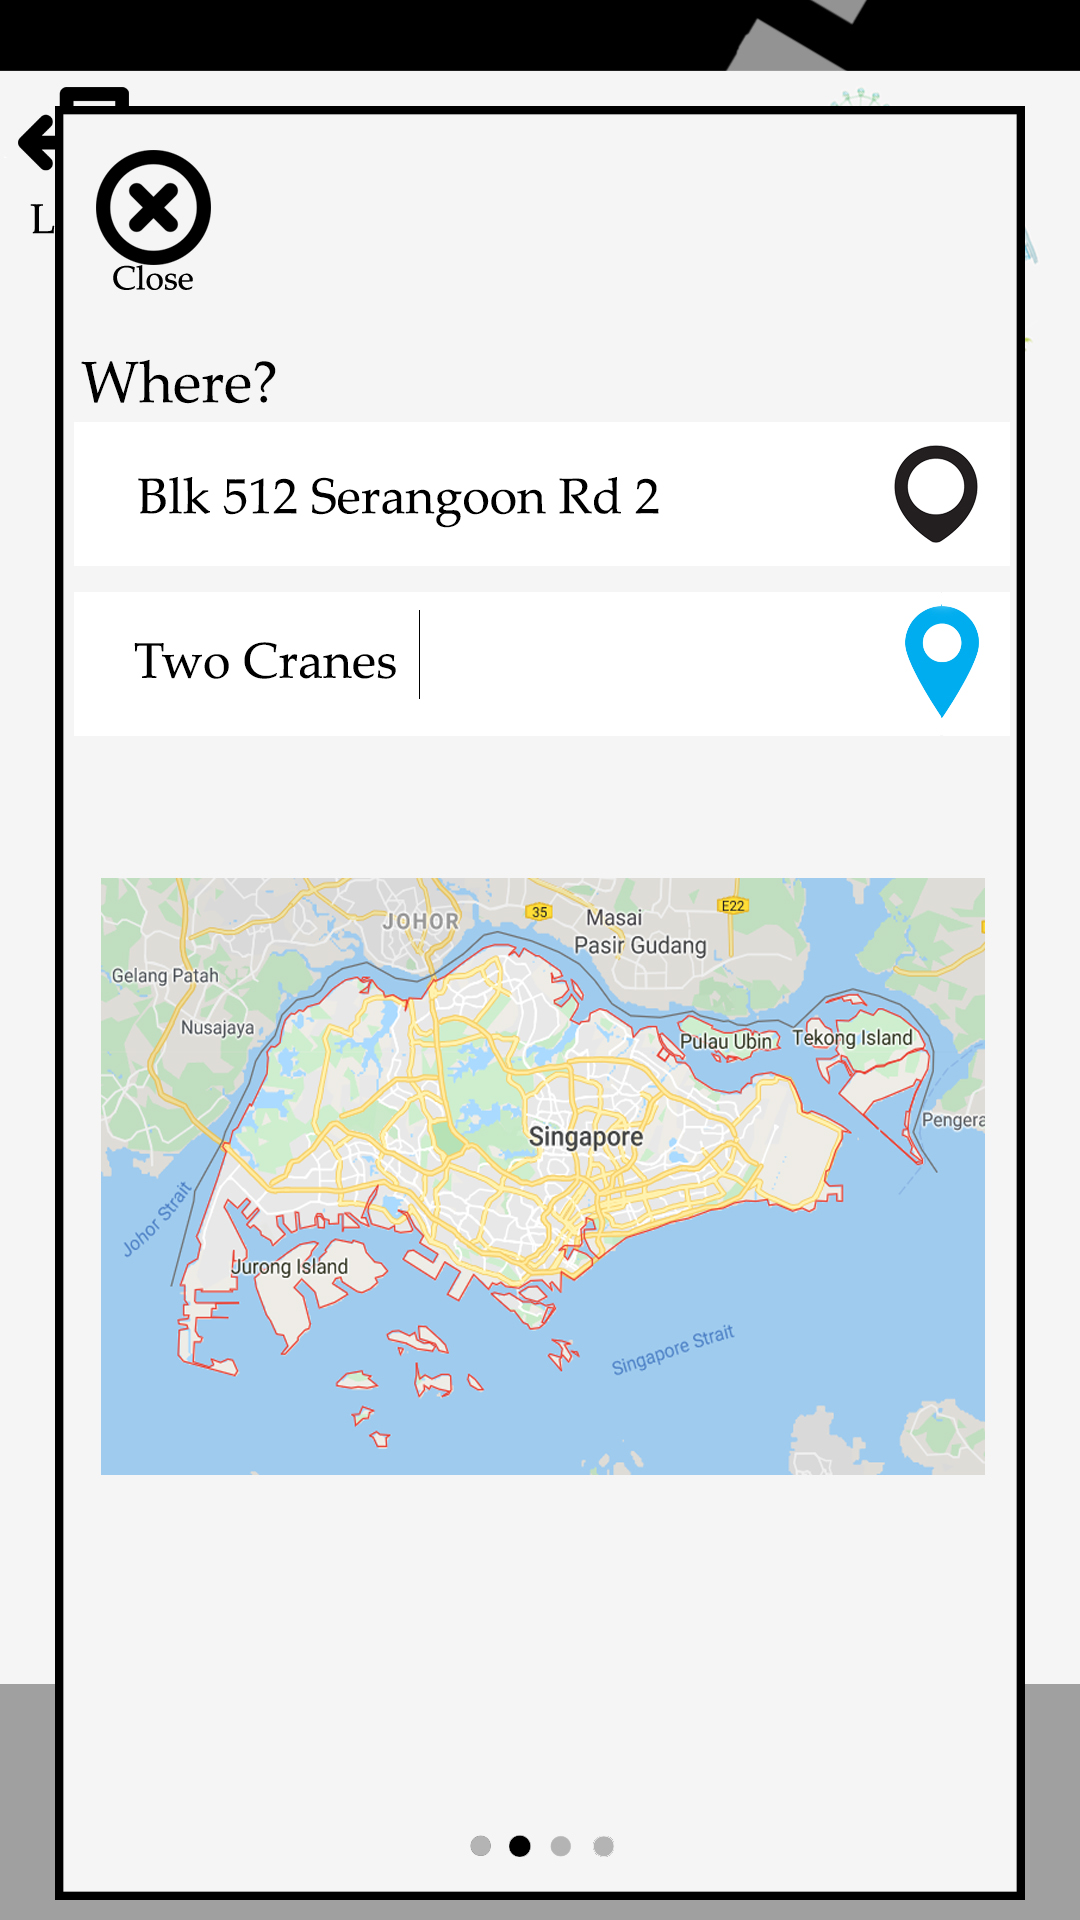 L
Close
Where?
Blk 512 Serangoon Rd 2
Two Cranes
JOHOR
35
Masai
E22
Pasir Gudang
Gelang Patah
Nusajaya
Pulau Ubin
Tekong Island
Singapore
Pengera
Johor Strait
Jurong Island
Singapore Strait